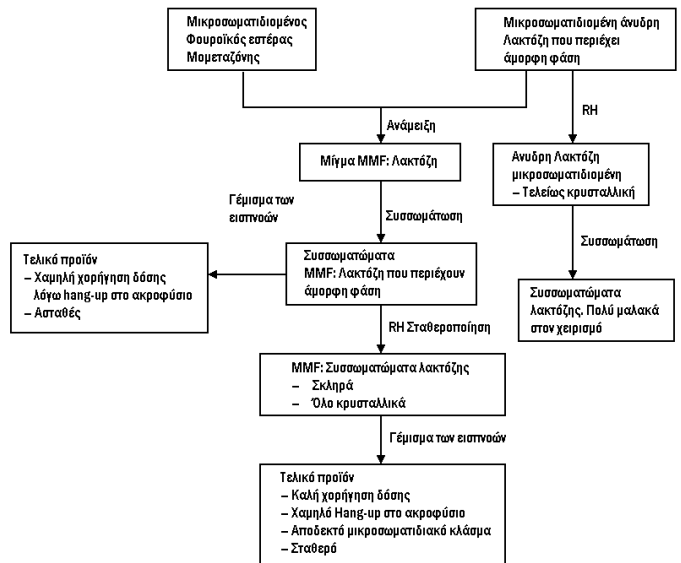 Μικροσωματιδιομένος
Φουροϊκός εστέρας
Μομεταζόνης
Μικροσωματιδιομένη άνυδρη
Λακτόζη που περιέχει
άμορφη φάση
Ανάμειξη
RH
Μίγμα MMF: Λακτόζη
Ανυδρη Λακτόζη
μικροσωματιδιομένη
– Τελείως κρυσταλλική
Γέμισμα των
εισπνοών
Συσσωμάτωση
Συσσωμάτωση
Τελικό προϊόν
– Χαμηλή χορήγηση δόσης
λόγω hang-up στο ακροφύσιο
– Ασταθές
Συσσωματώματα
MMF: Λακτόζη που περιέχουν
άμορφη φάση
Συσσωματώματα
λακτόζης. Πολύ μαλακά
στον χειρισμό
RH Σταθεροποίηση
MMF: Συσσωματώματα λακτόζης
– Σκληρά
– Όλο κρυσταλλικά
Γέμισμα των εισπνοών
Τελικό προϊόν
– Καλή χορήγηση δόσης
– Χαμηλό Hang-up στο ακροφύσιο
– Αποδεκτό μικροσωματιδιακό κλάσμα
– Σταθερό